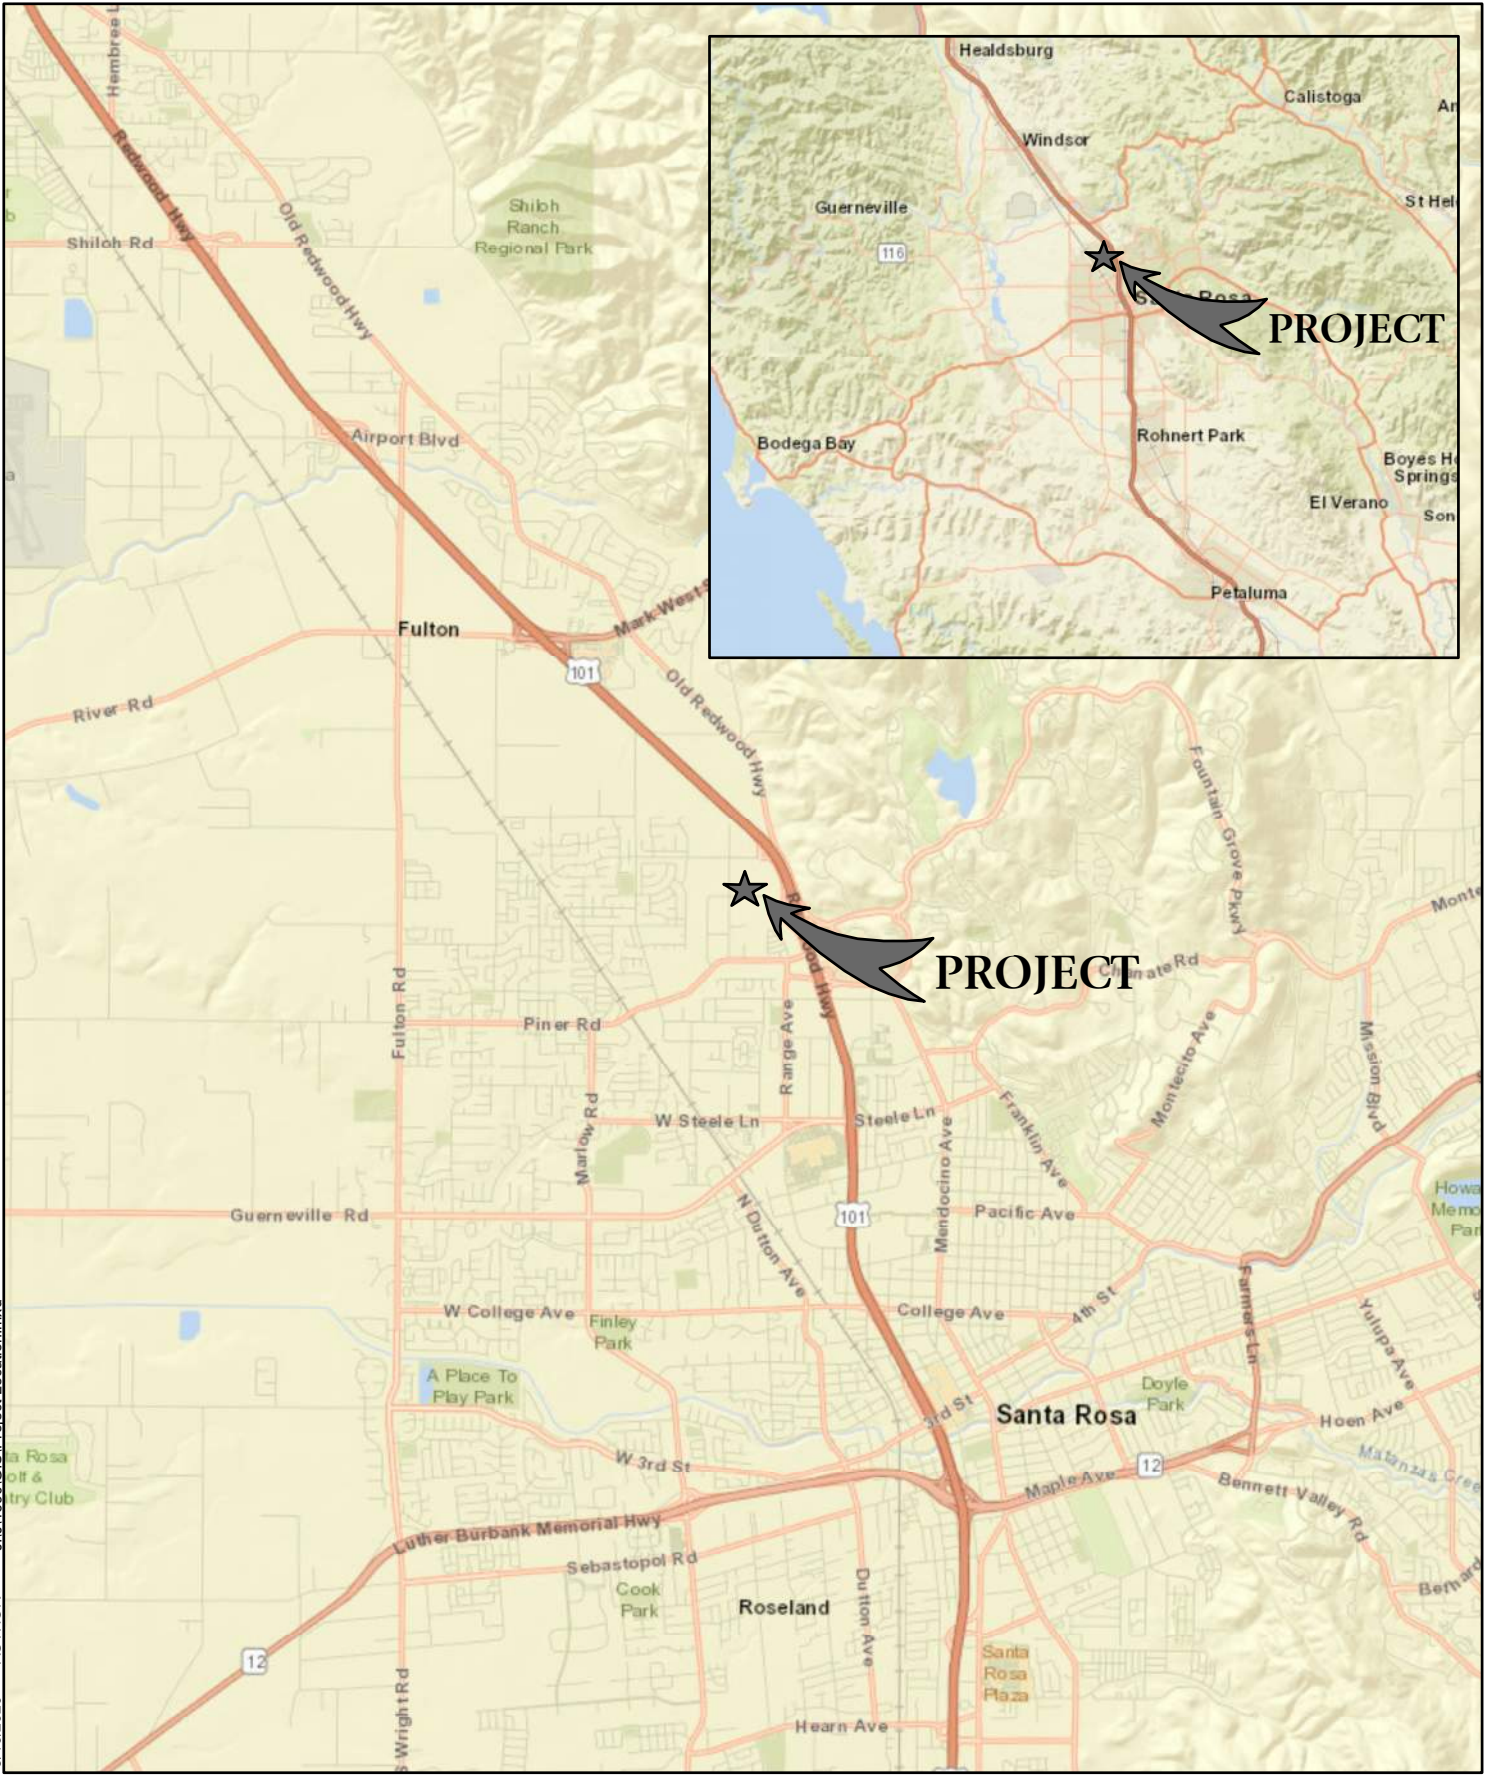 Healdsburg
Calistoga
Windsor
Guerneville
116
PROJECT
Rohnert Park
Bodega Bay
Springs
El Verano
Petaluma
Redwood Hwy
Old Redwood Hwy
Shiloh Rd
Shiloh
Ranch
Regional Park
Airport Blvd
Mark West S
Fulton
101
River Rd
Old Redwood Hwy
Fountain Grove Pkwy
PROJECT
Fulton Rd
Piner Rd
Range Ave
Montecito Ave
Mission Blvd
Marlow Rd
W Steele Ln
Steele Ln
Franklin Ave
Mendocino Ave
Guerneville Rd
N Dutton Ave
101
Pacific Ave
W College Ave
College Ave
4th St
Farmers Ln
Yulupa Ave
Finley
Park
A Place To
Play Park
Doyle
Park
3rd St
Santa Rosa
Hoen Ave
W 3rd St
Maple Ave
12
Bennett Valley Rd
Luther Burbank Memorial Hwy
Sebastopol Rd
Cook
Park
Roseland
Dutton Ave
12
Santa
Rosa
Plaza
S Wright Rd
Hearn Ave